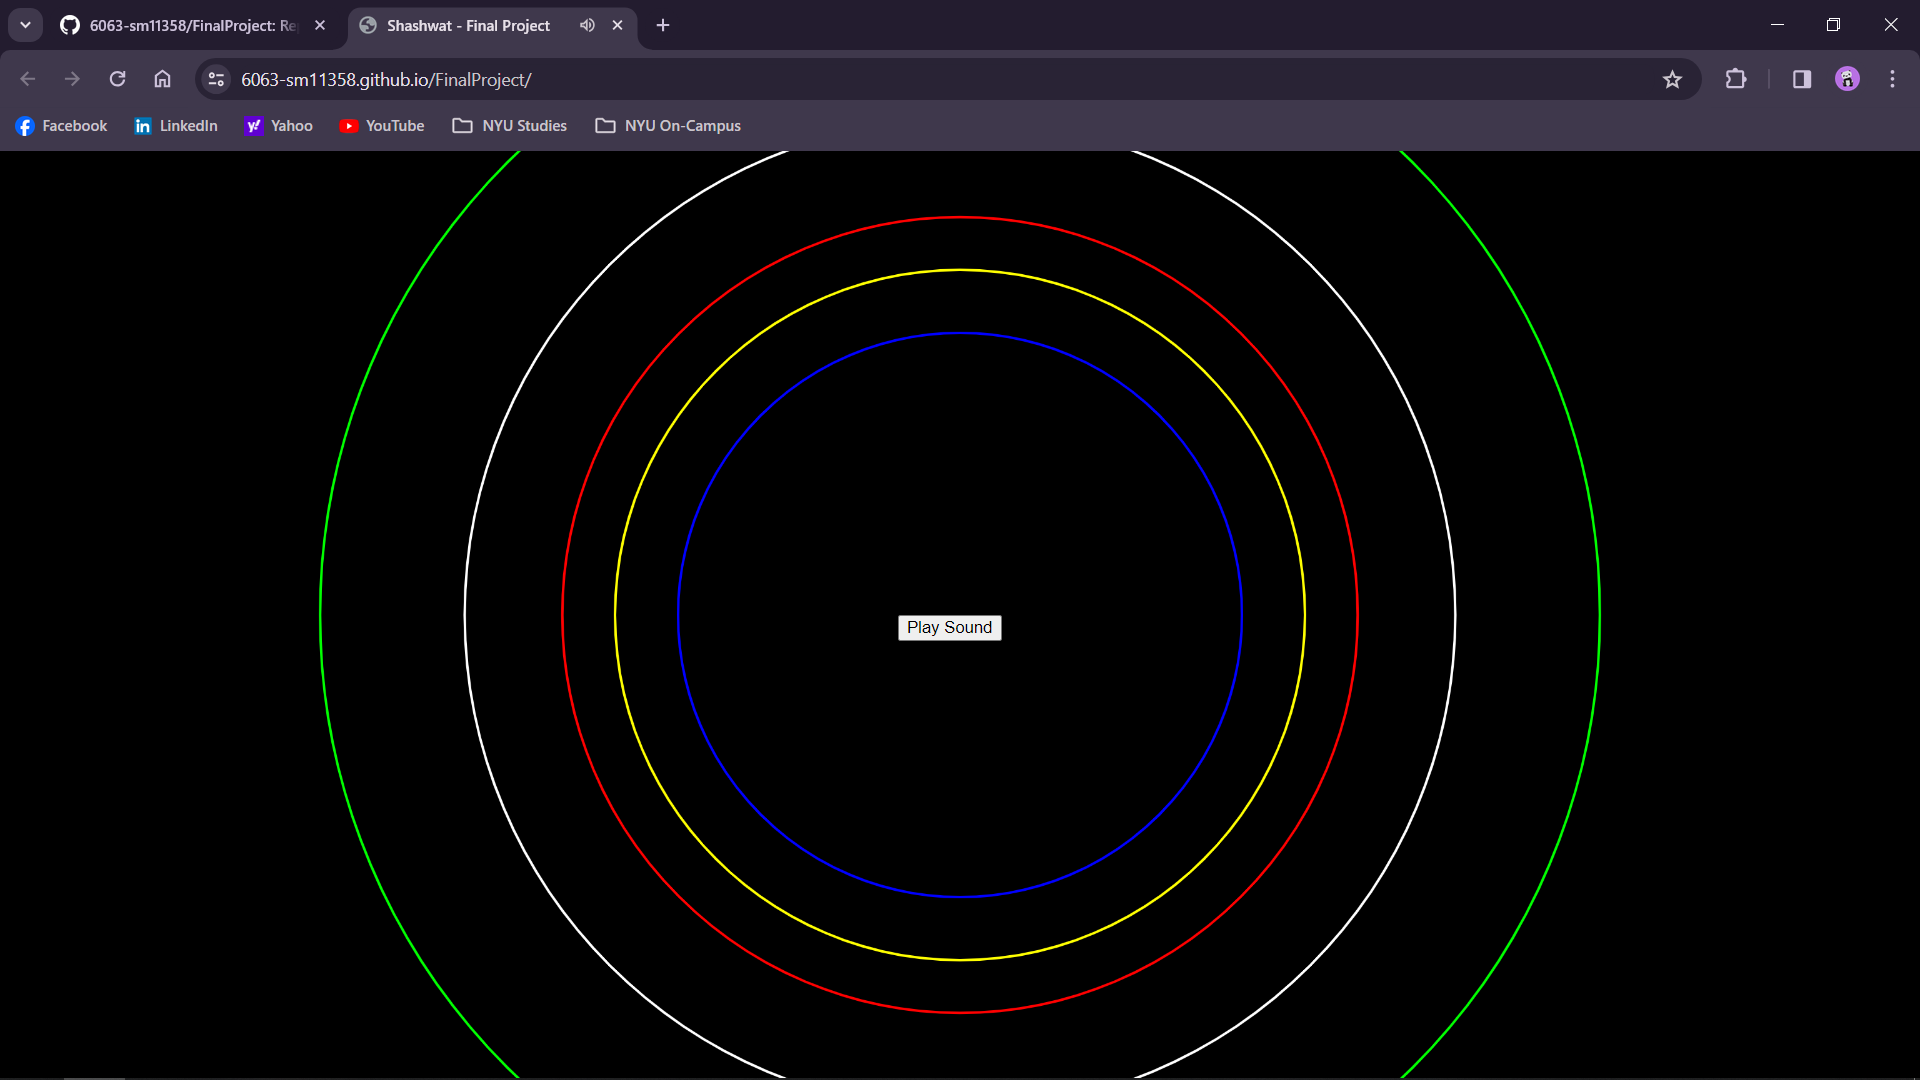 6063-sm11358/FinalProject: Re
Shashwat - Final Project
6063-sm11358.github.io/FinalProject/
Facebook
in LinkedIn
y! Yahoo
YouTube
NYU Studies
NYU On-Campus
Play Sound